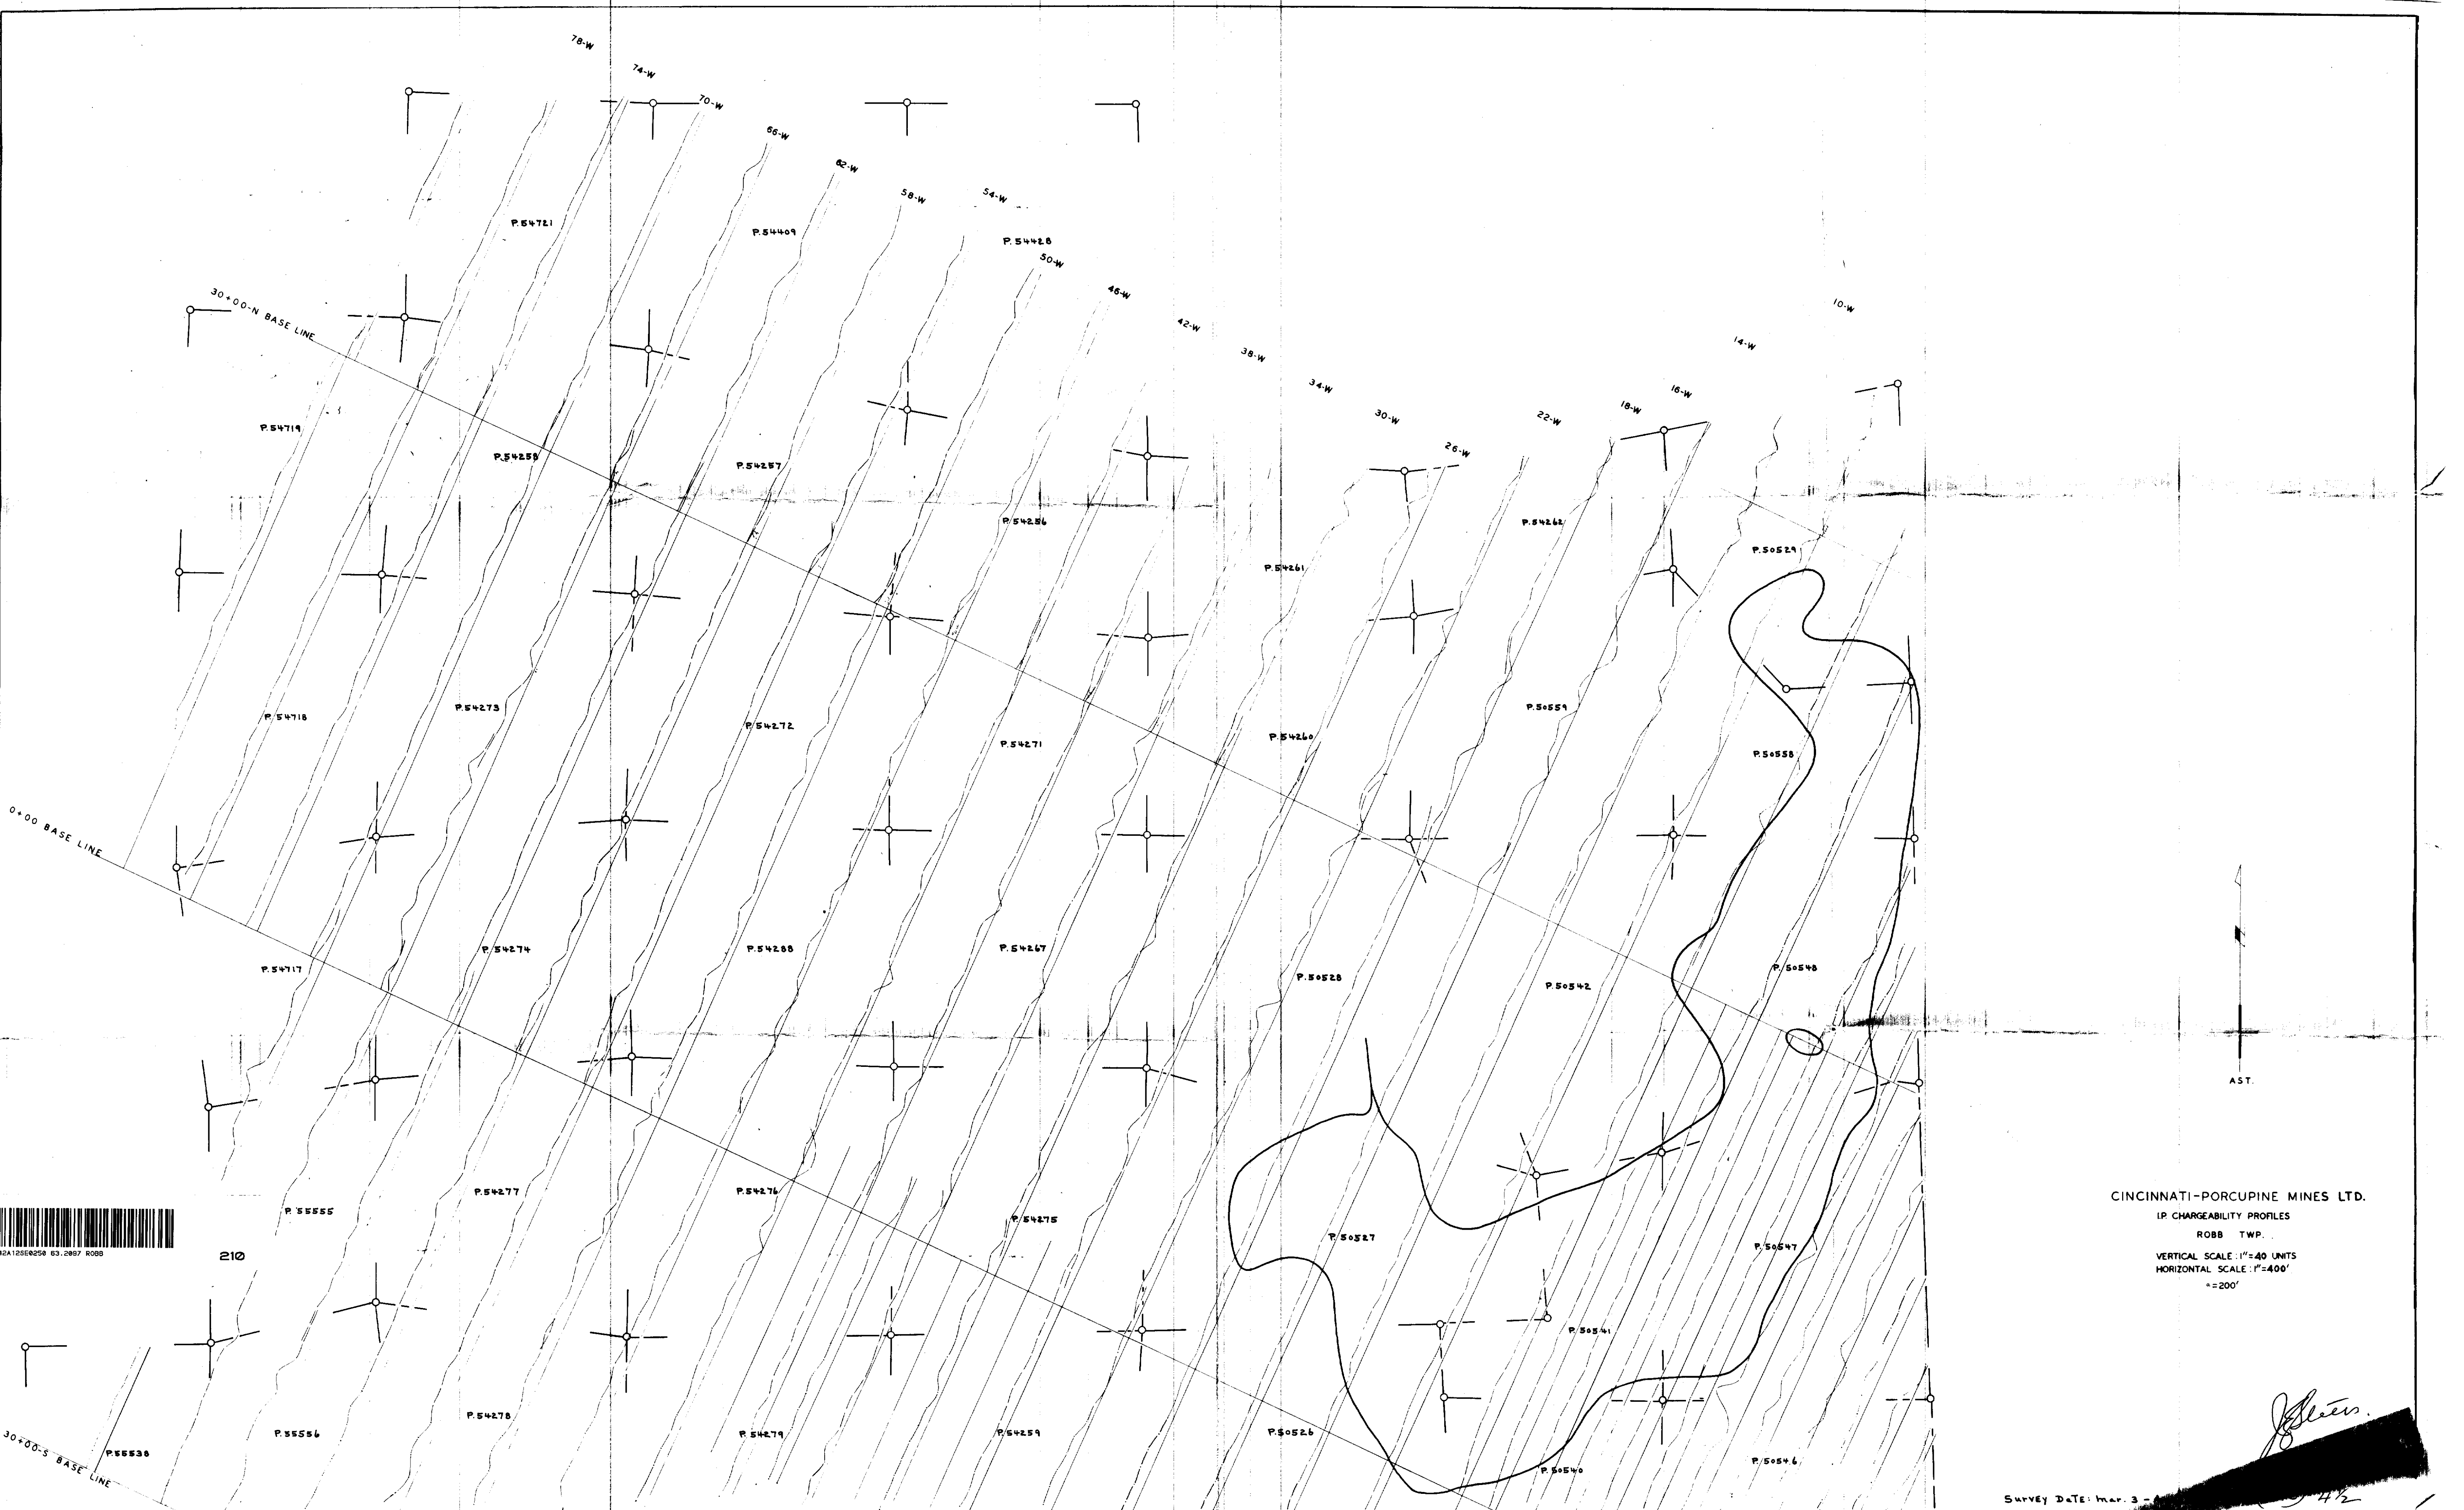 78-W
74-W
70-W
66-W
62-W
58-W
54-W
50-W
46-W
42-W
38-W
34-W
30-W
26-W
22-W
18-W
16-W
14-W
10-W
P.54721
P.54409
P.54428
30+00-N BASE LINE
P.54719
P.54258
P.54257
P.54256
P.54261
P.54262
P.50529
P.54718
P.54273
P.54272
P.54271
P.54260
P.50559
P.50558
0+00 BASE LINE
P.54717
P.54274
P.54288
P.54267
P.50528
P.50542
P.50548
P.55555
P.54277
P.54276
P.54275
P.50527
P.50547
P.50541
210
30+00-S BASE LINE
P.55538
P.55556
P.54278
P.54279
P.54259
P.50526
P.50540
P.50546
AST.
CINCINNATI-PORCUPINE MINES LTD.
I.P. CHARGEABILITY PROFILES
ROBB TWP.
VERTICAL SCALE: 1"=40 UNITS
HORIZONTAL SCALE: 1"=400'
"=200'
SURVEY DATE: Mar. 3 -